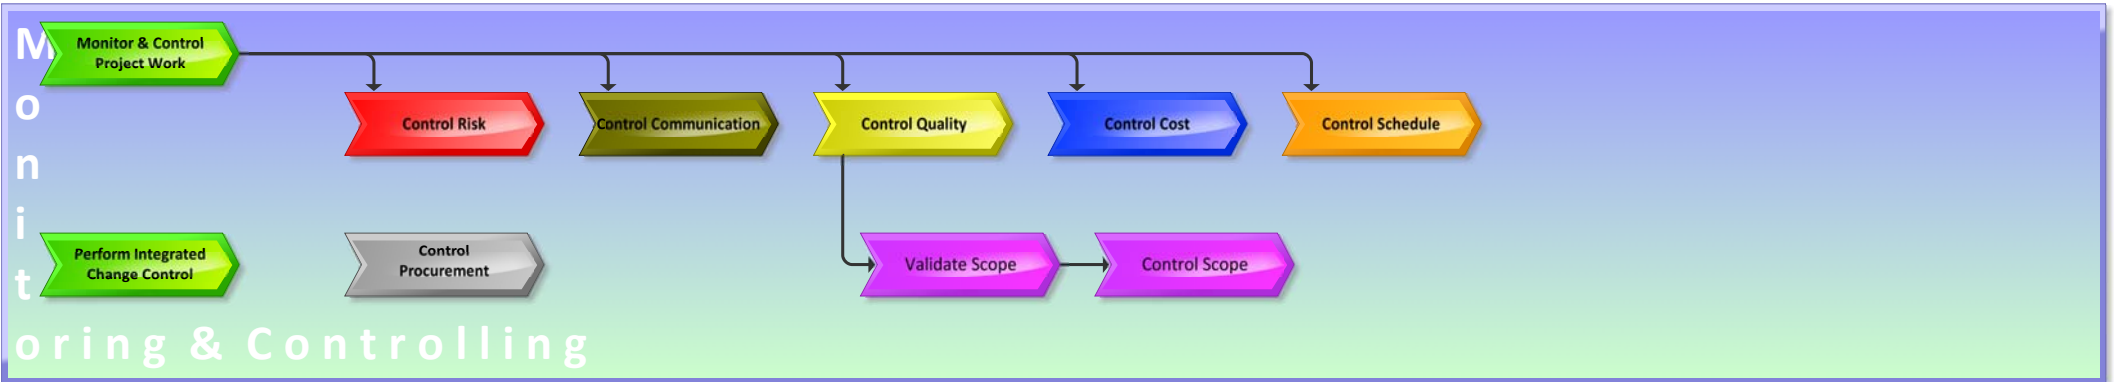 Monitor & Control
Project Work
Control Risk
Control Communication
Control Quality
Control Cost
Control Schedule
Perform Integrated
Change Control
Control
Procurement
Validate Scope
Control Scope
M
o
n
i
t
oring & Controlling